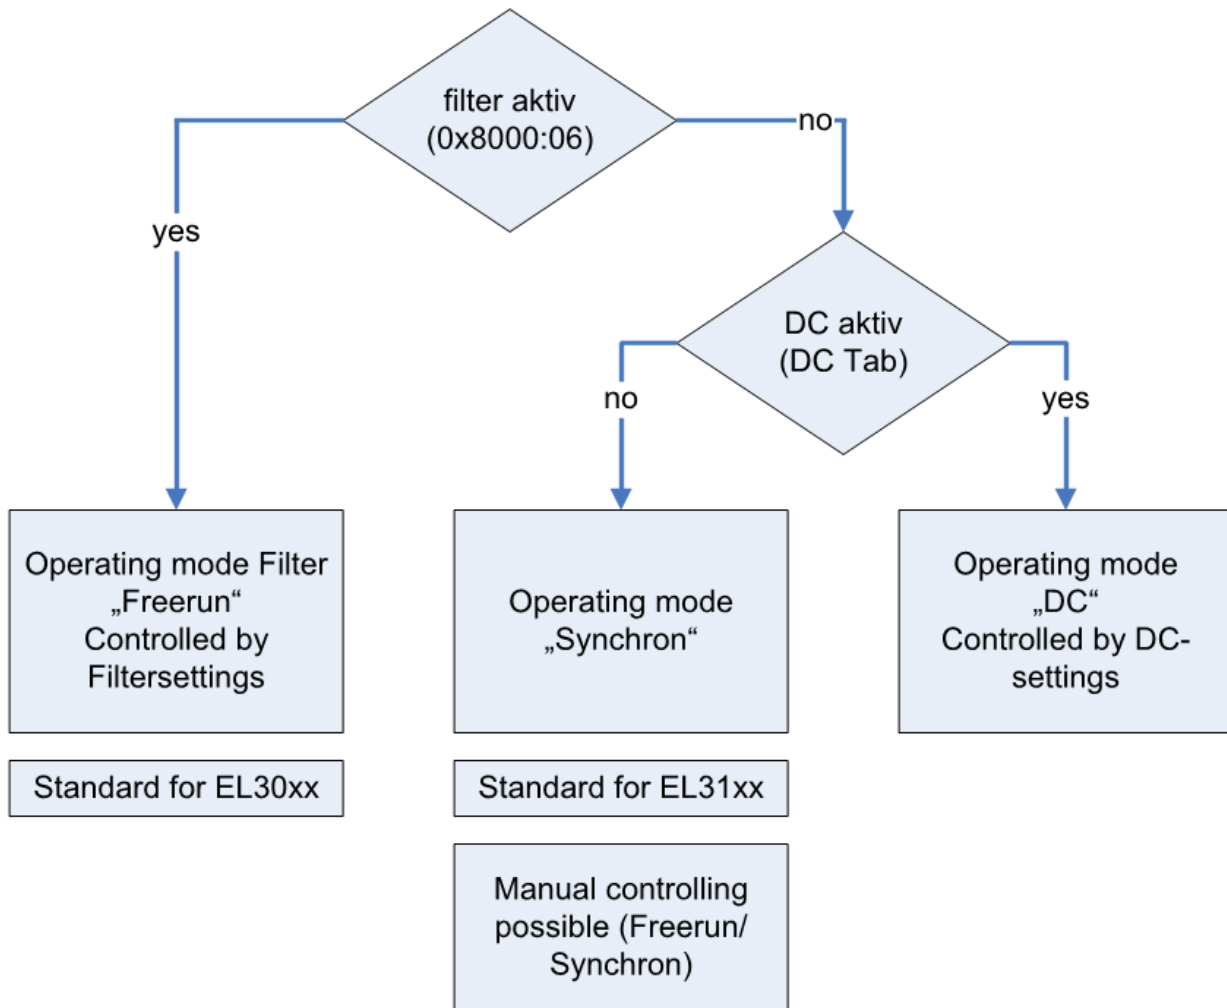 filter aktiv
(0x8000:06)
no
yes
DC aktiv
(DC Tab)
no
yes
Operating mode Filter
„Freerun“
Controlled by
Filtersettings
Operating mode
„Synchron“
Operating mode
„DC“
Controlled by DC-
settings
Standard for EL30xx
Standard for EL31xx
Manual controlling
possible (Freerun/
Synchron)